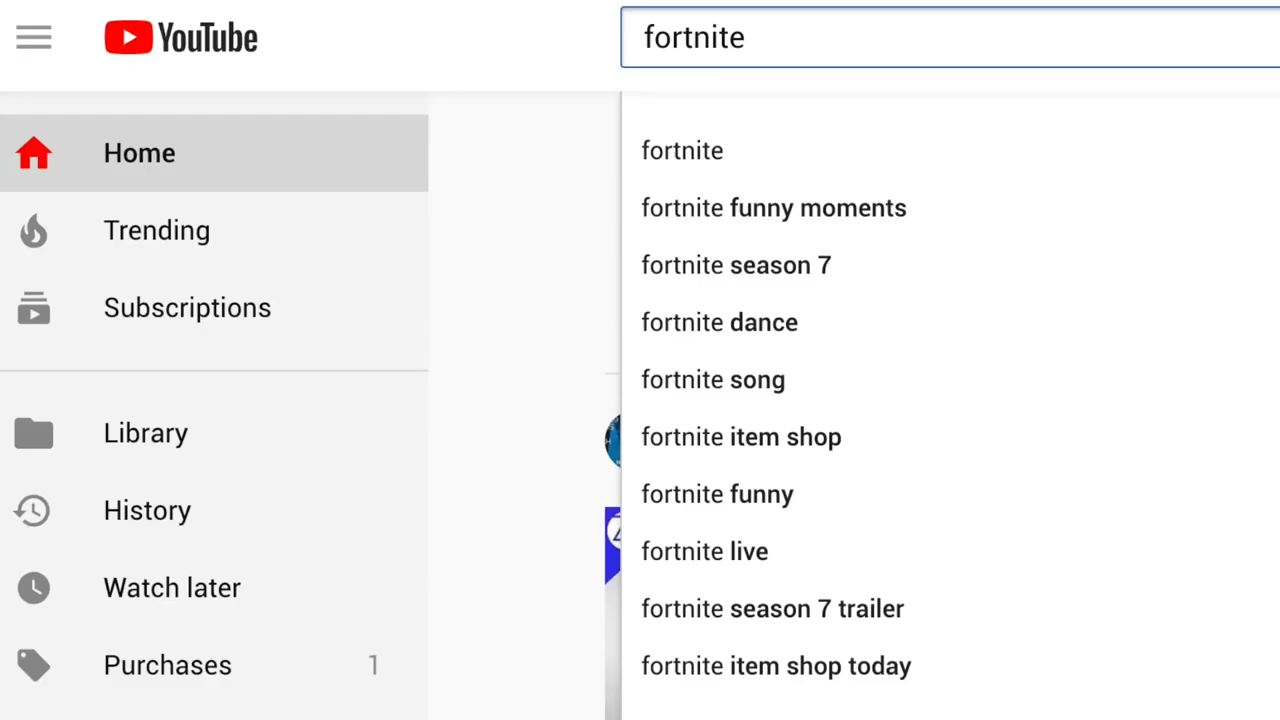 YouTube
fortnite
Home
Trending
Subscriptions
Library
History
Watch later
Purchases 1
fortnite
fortnite funny moments
fortnite season 7
fortnite dance
fortnite song
fortnite item shop
fortnite funny
fortnite live
fortnite season 7 trailer
fortnite item shop today